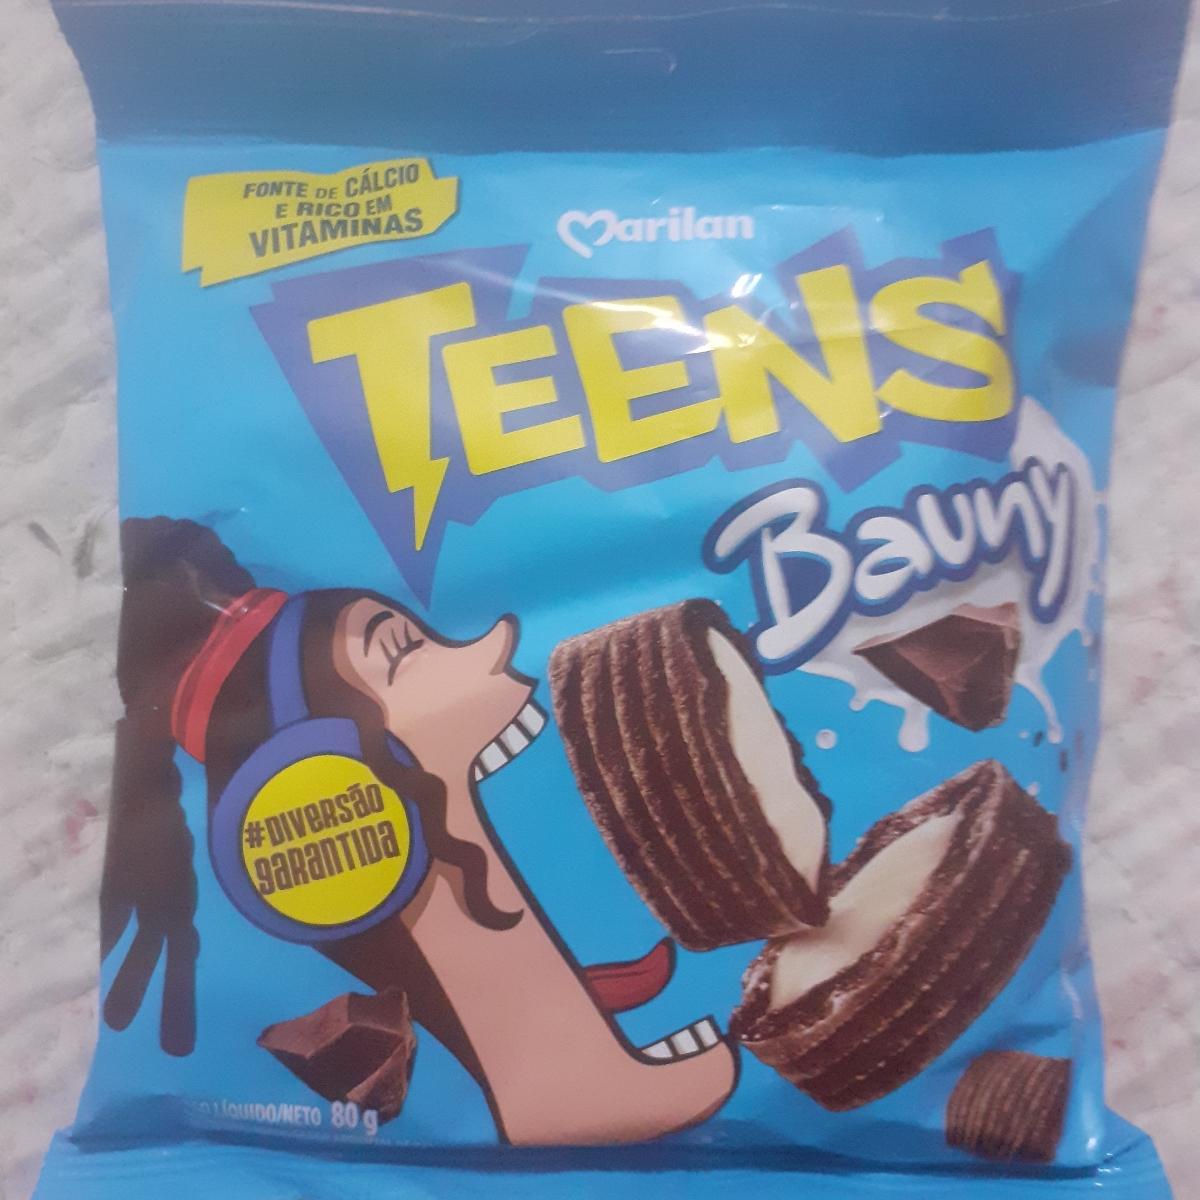 FONTE DE CÁLCIO
E RICO EM
VITAMINAS
Marilan
TEENS
Bauny
#DIVERSÃO
GARANTIDA
LÍQUIDO/NETO 80 g